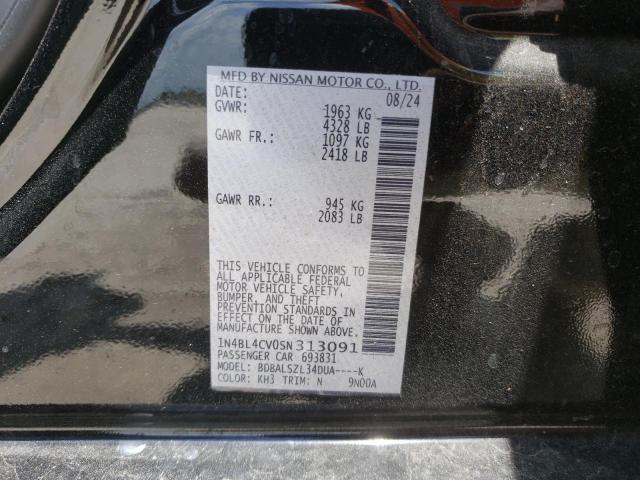 MFD BY NISSAN MOTOR CO., LTD.
DATE: 08/24
GVWR: 1963 KG
4328 LB
GAWR FR.: 1097 KG
2418 LB
GAWR RR.: 945 KG
2083 LB
THIS VEHICLE CONFORMS TO
ALL APPLICABLE FEDERAL
MOTOR VEHICLE SAFETY,
BUMPER, AND THEFT
PREVENTION STANDARDS IN
EFFECT ON THE DATE OF
MANUFACTURE SHOWN ABOVE.
1N4BL4CV0SN313091
PASSENGER CAR 693831
MODEL: BDBALSZL34DUA----K
COLOR: KH3 TRIM: N 9N00A